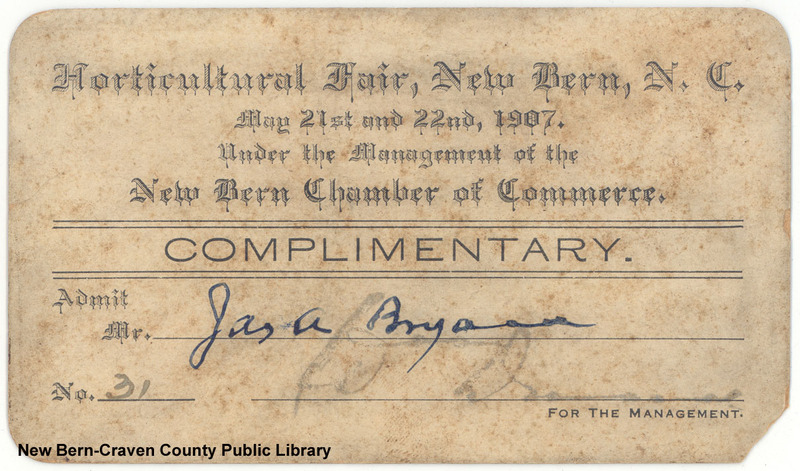 Horticultural Fair, New Bern, N. C.
May 21st and 22nd, 1907.
Under the Management of the
New Bern Chamber of Commerce.
COMPLIMENTARY.
Admit
Mr. Jas A Bryan
No. 31
FOR THE MANAGEMENT.
New Bern-Craven County Public Library